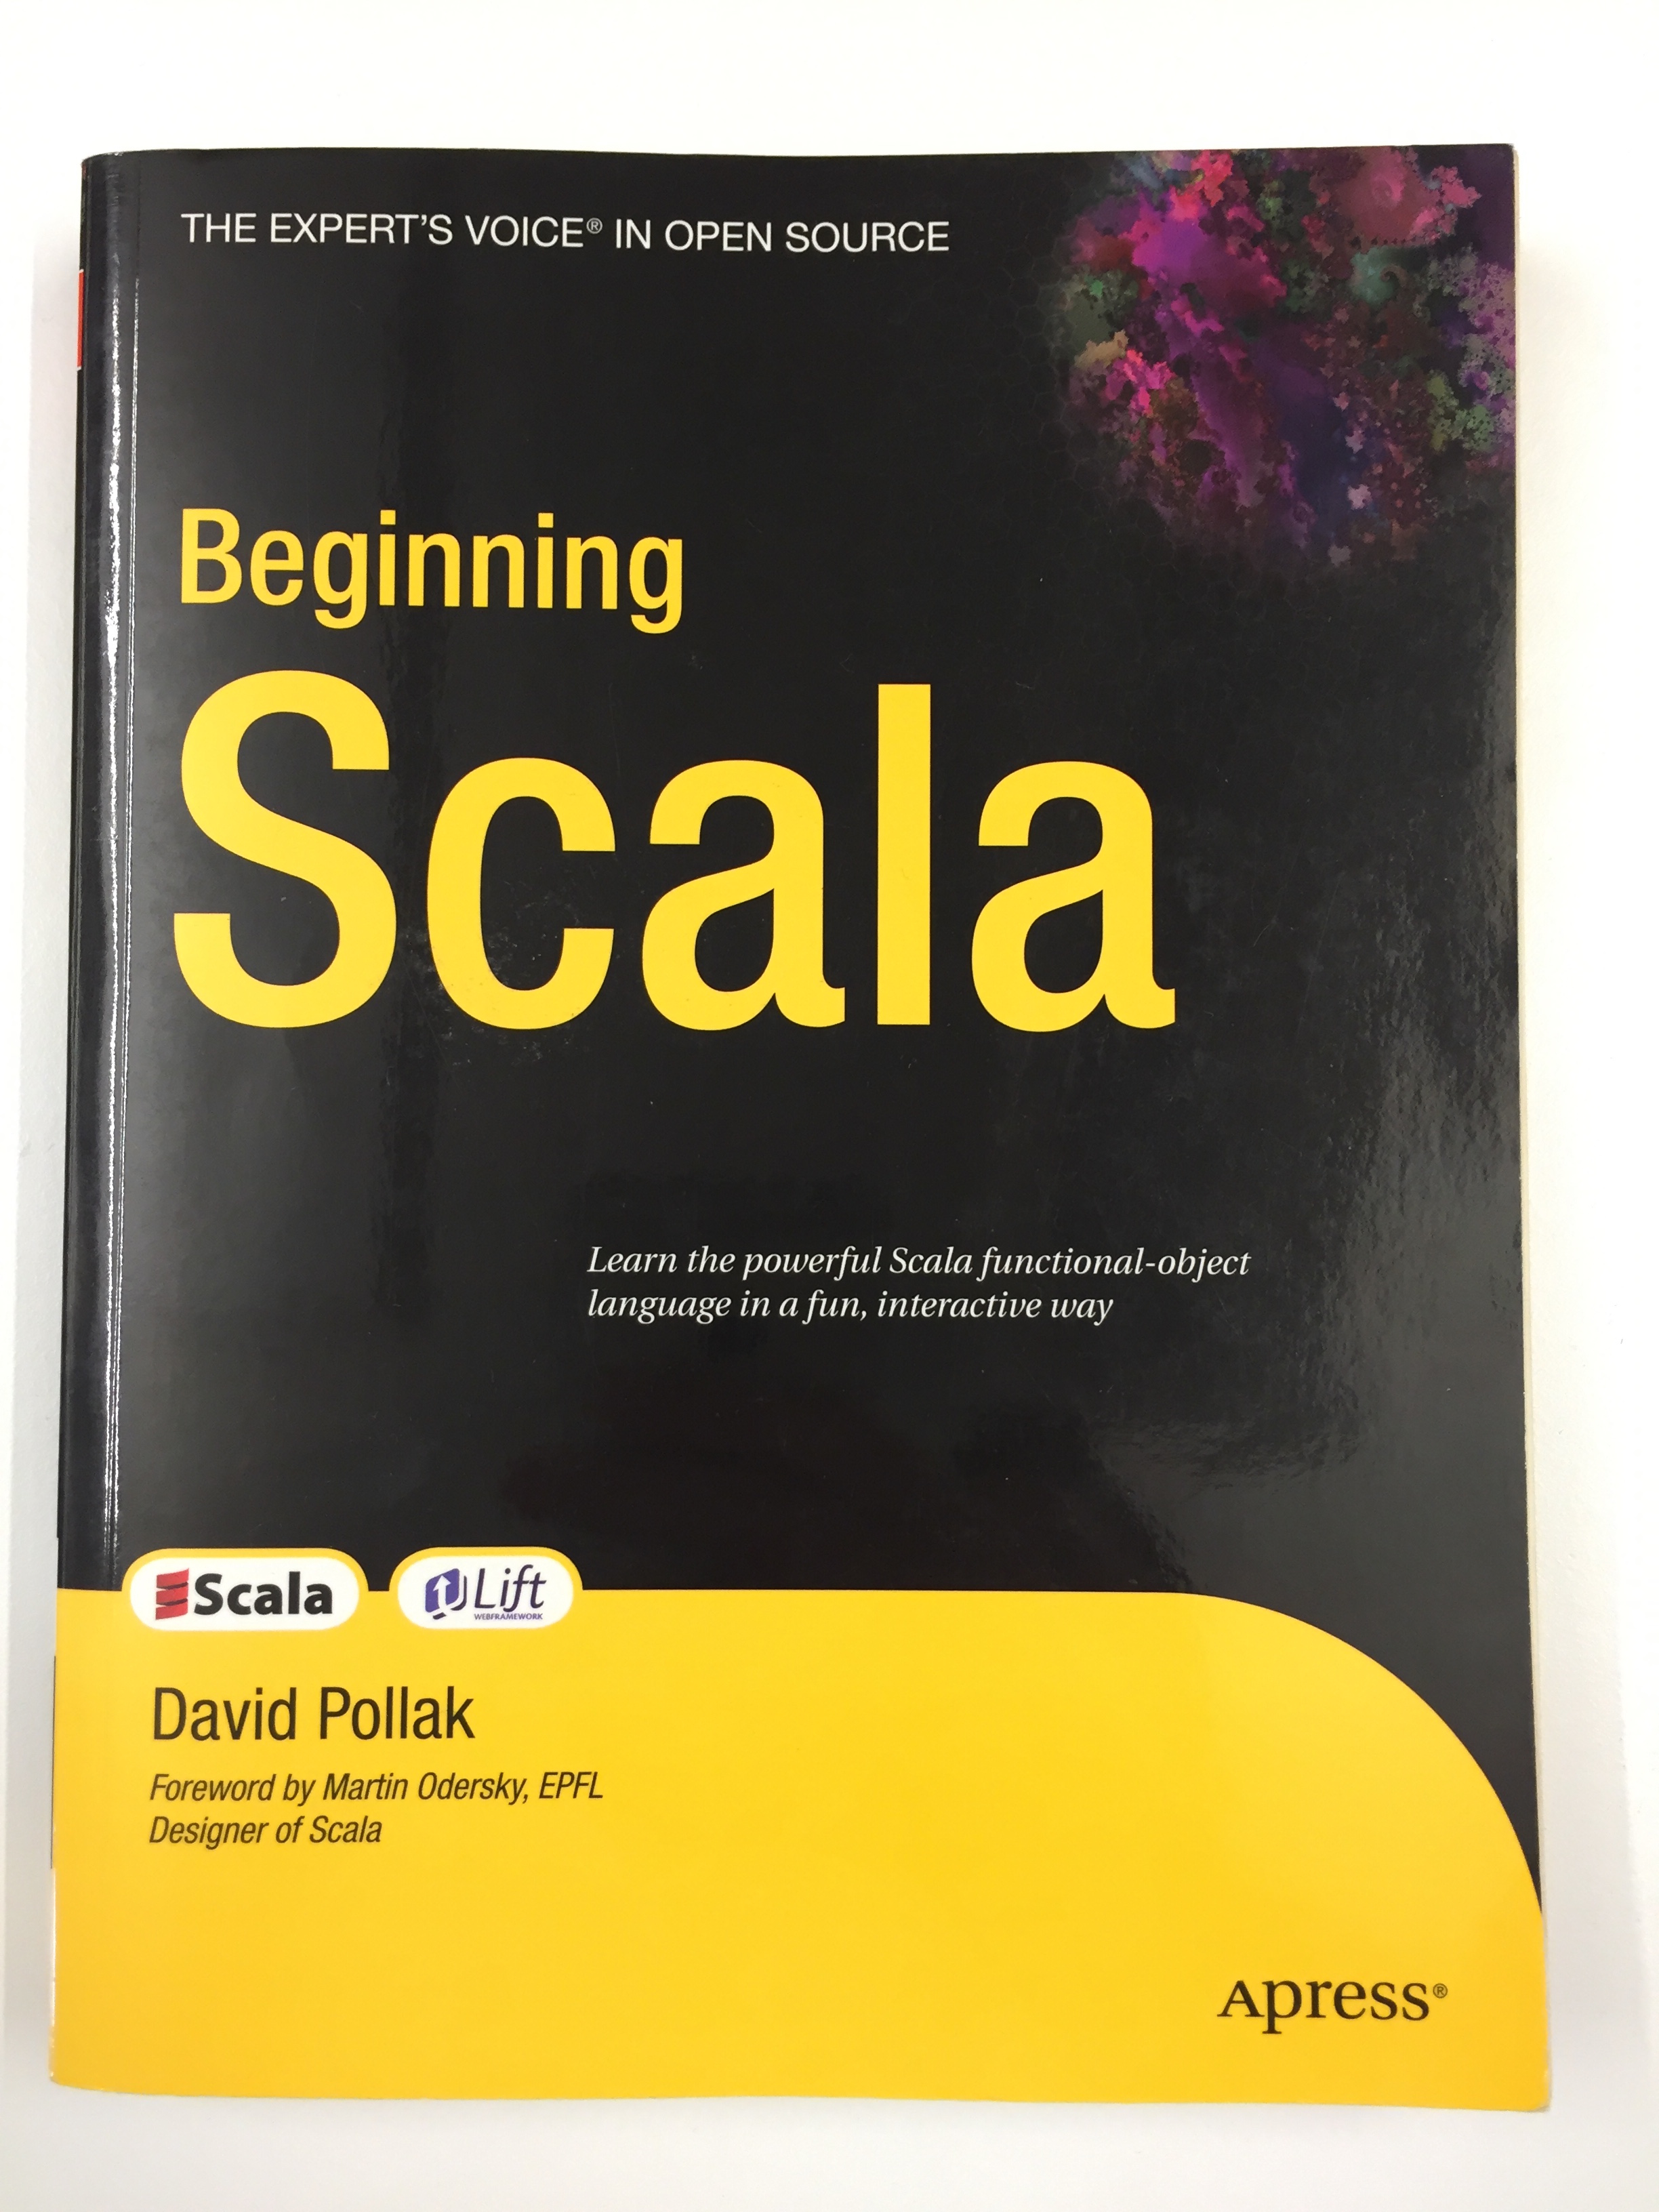 THE EXPERT'S VOICE® IN OPEN SOURCE
Beginning
Scala
Learn the powerful Scala functional-object
language in a fun, interactive way
Scala
Lift
WEBFRAMEWORK
David Pollak
Foreword by Martin Odersky, EPFL
Designer of Scala
Apress®